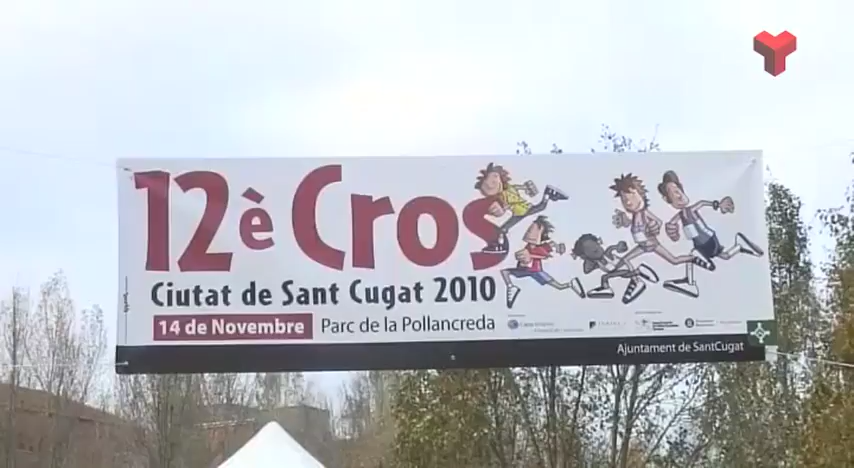 12è Cros
Ciutat de Sant Cugat 2010
14 de Novembre Parc de la Pollancreda
Ajuntament de SantCugat